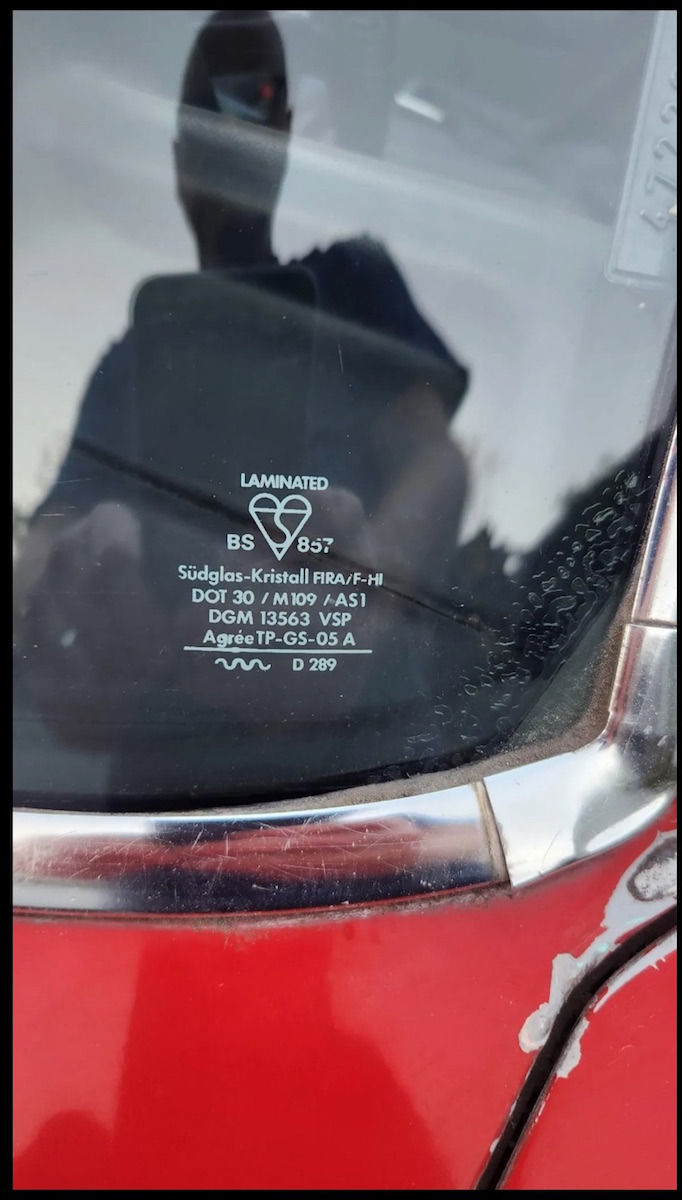 LAMINATED
BS 857
Südglas-Kristall FIRA/F-HI
DOT 30 / M109 / AS1
DGM 13563 VSP
Agrée TP-GS-05 A
D 289